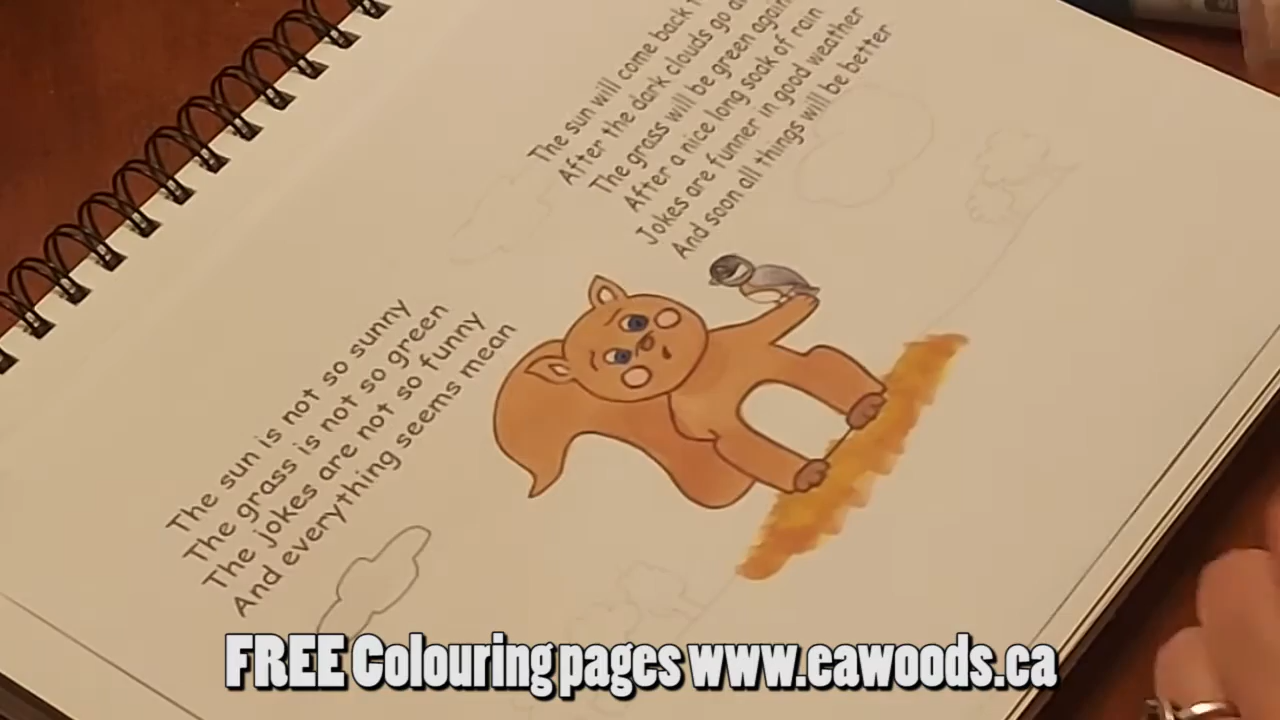 The sun is not so sunny
The grass is not so green
The jokes are not so funny
And everything seems mean
The sun will come back
After the dark clouds go
The grass will be green again
After a nice long soak of rain
Jokes are funner in good weather
And soon all things will be better
FREE Colouring pages www.eawoods.ca